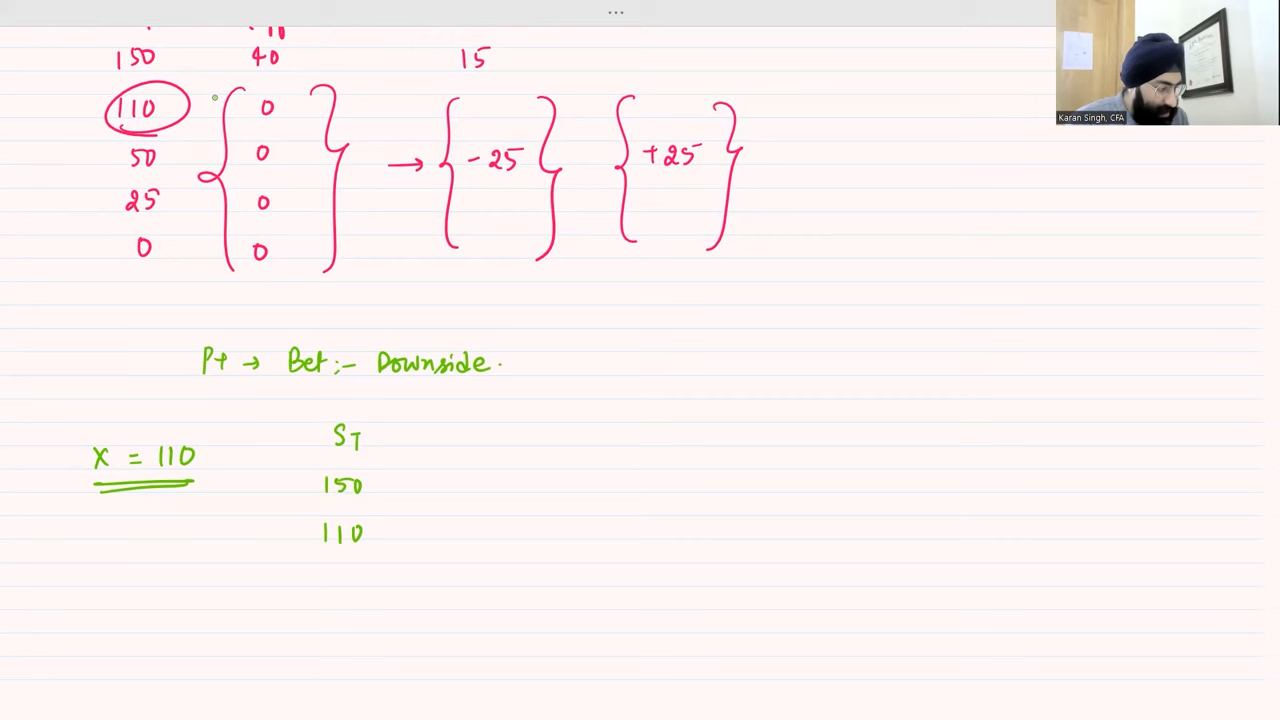 150 40 15
110 0
50 0 → - 25 + 25
25 0
0 0
Pt → Bet :- Downside.
X = 110
ST
150
110
Karan Singh, CFA